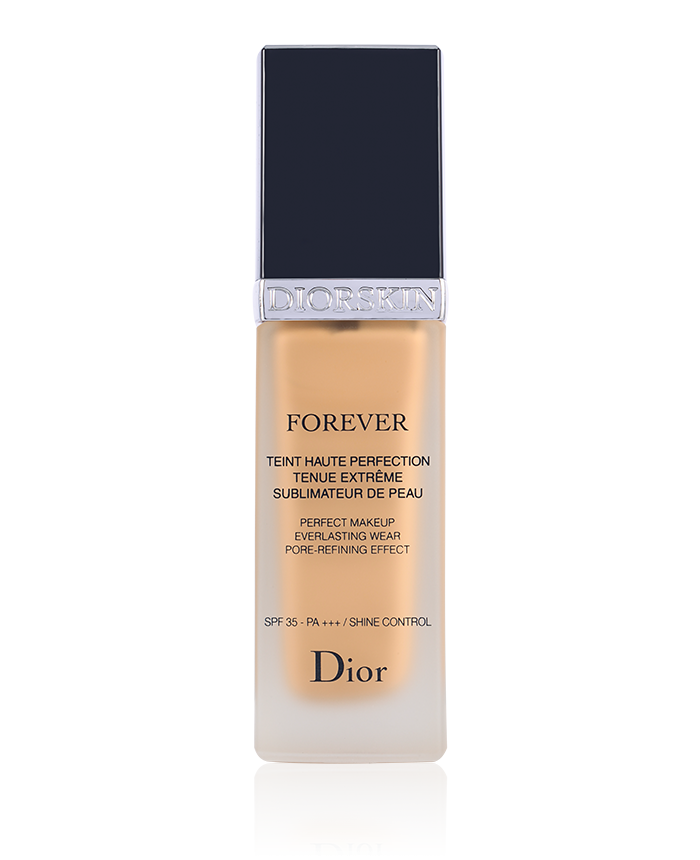 DIORSKIN
FOREVER
TEINT HAUTE PERFECTION
TENUE EXTRÊME
SUBLIMATEUR DE PEAU
PERFECT MAKEUP
EVERLASTING WEAR
PORE-REFINING EFFECT
SPF 35 - PA +++ / SHINE CONTROL
Dior